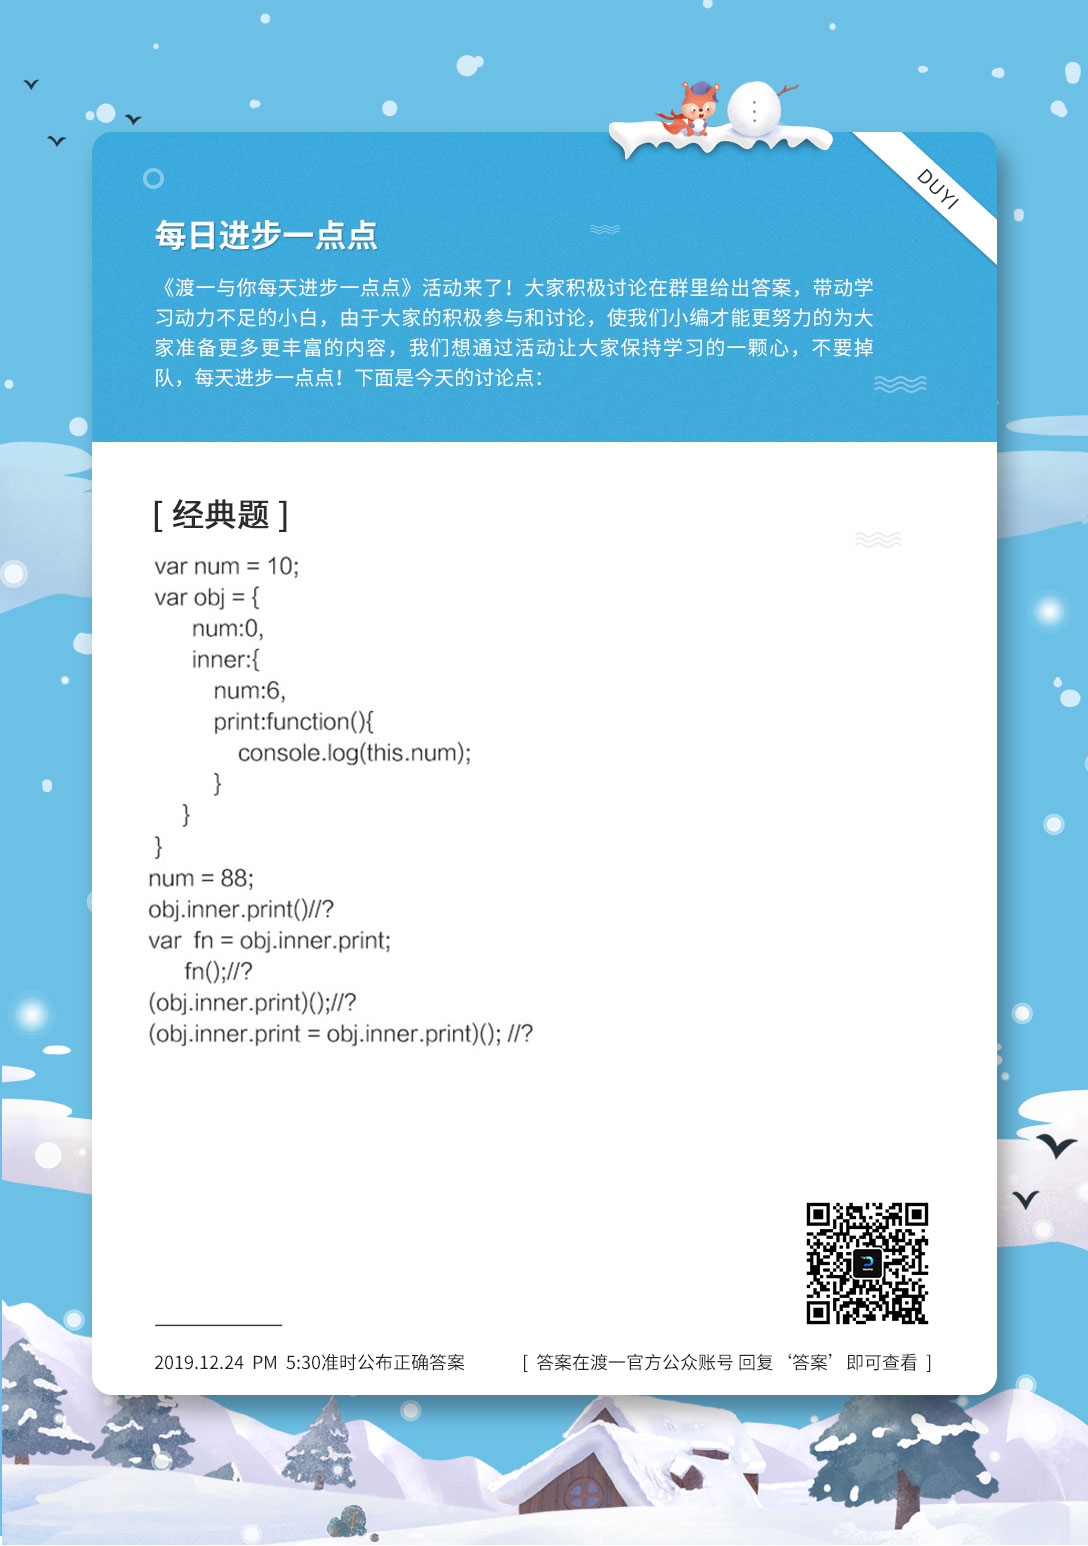 DUYI
每日进步一点点
《渡一与你每天进步一点点》活动来了！大家积极讨论在群里给出答案，带动学
习动力不足的小白，由于大家的积极参与和讨论，使我们小编才能更努力的为大
家准备更多更丰富的内容，我们想通过活动让大家保持学习的一颗心，不要掉
队，每天进步一点点！下面是今天的讨论点：
[ 经典题 ]
var num = 10;
var obj = {
num:0,
inner:{
num:6,
print:function(){
console.log(this.num);
}
}
}
num = 88;
obj.inner.print()//?
var  fn = obj.inner.print;
fn();//?
(obj.inner.print)();//?
(obj.inner.print = obj.inner.print)(); //?
2019.12.24 PM 5:30准时公布正确答案
[ 答案在渡一官方公众账号 回复‘答案’即可查看 ]